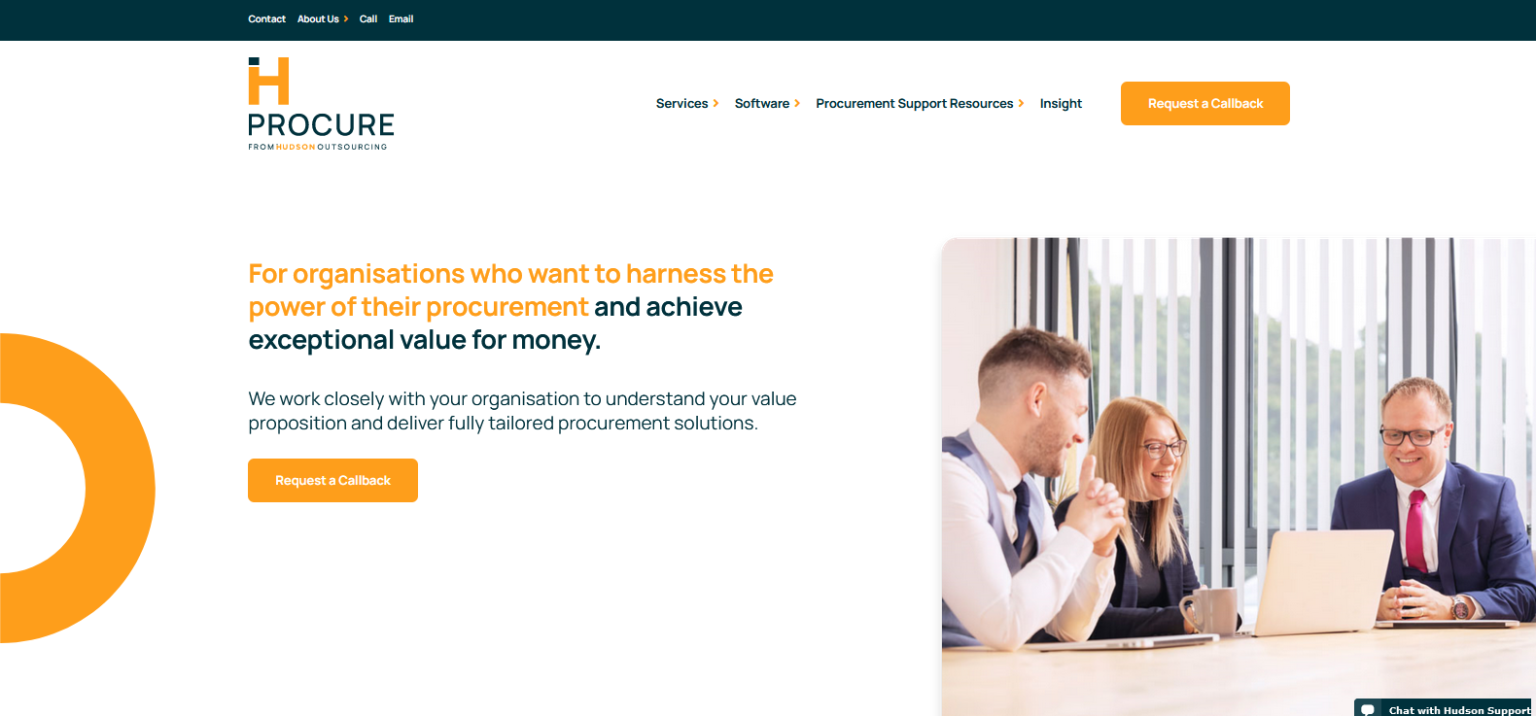 Contact About Us Call Email
H
PROCURE
FROM HUDSON OUTSOURCING
Services Software Procurement Support Resources Insight Request a Callback
For organisations who want to harness the
power of their procurement and achieve
exceptional value for money.
We work closely with your organisation to understand your value
proposition and deliver fully tailored procurement solutions.
Request a Callback
Chat with Hudson Support